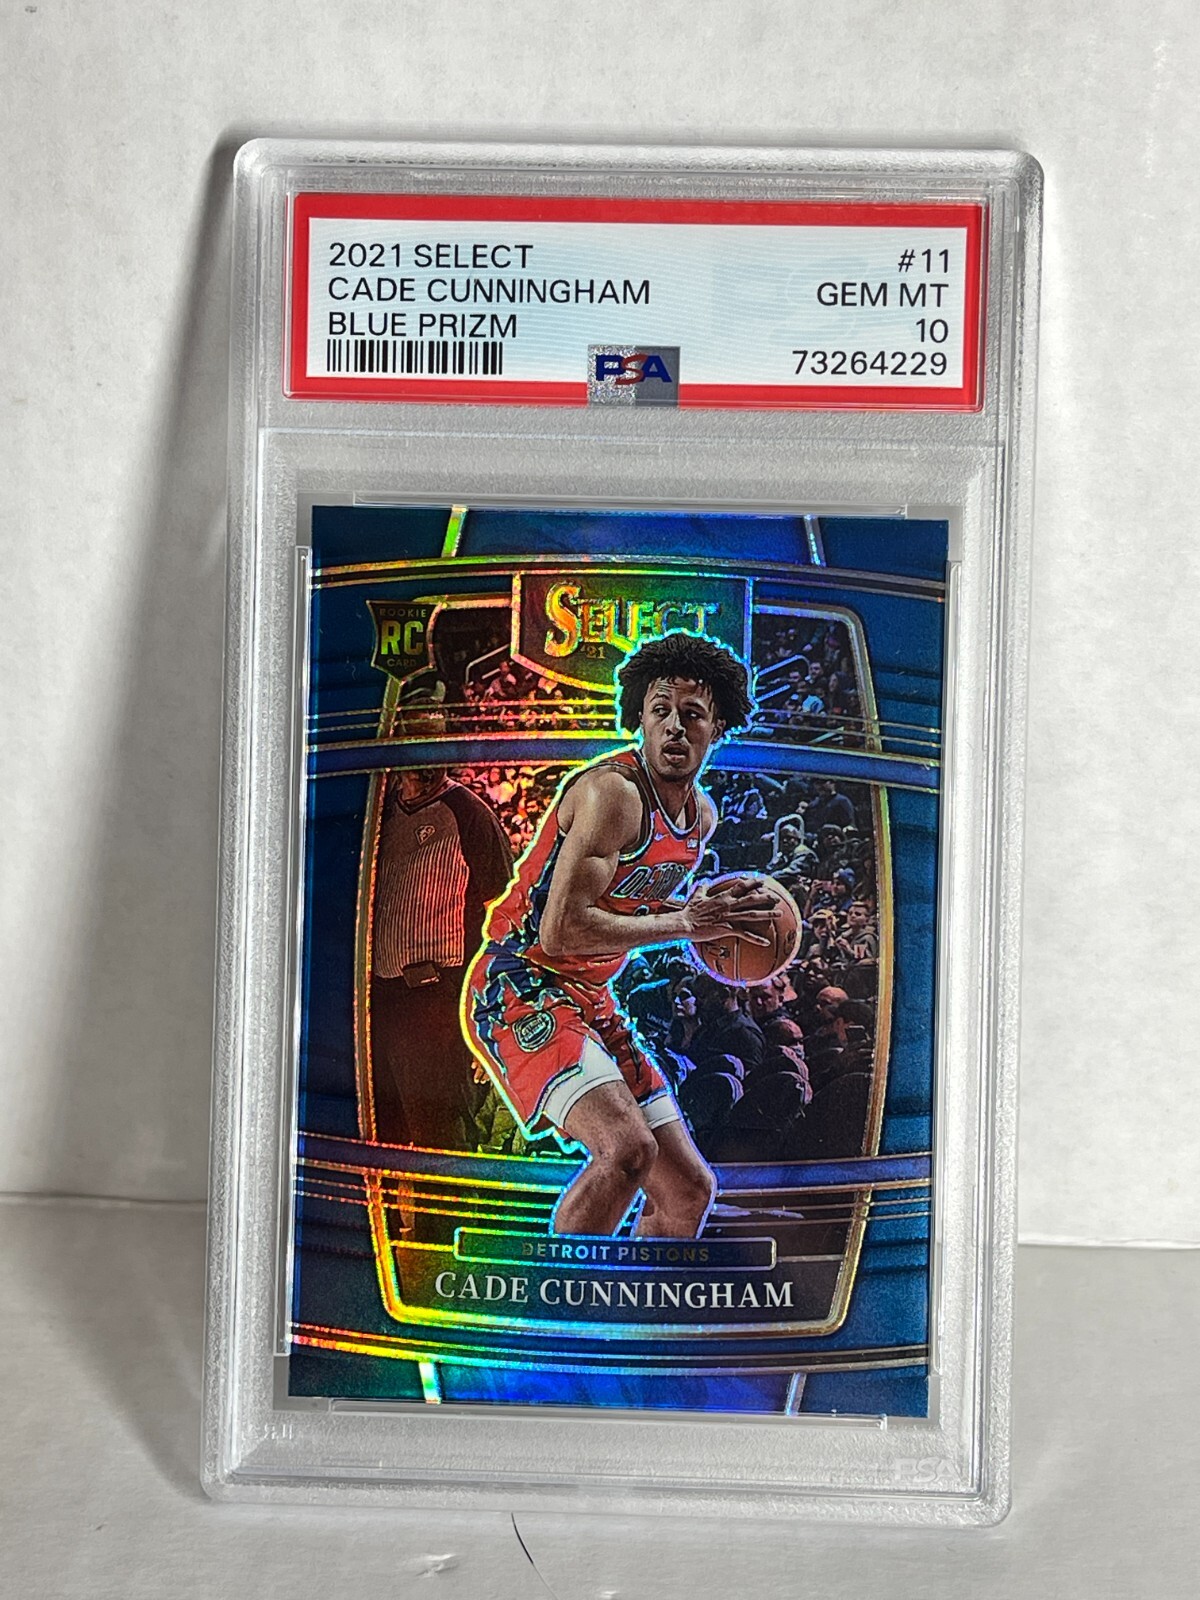 2021 SELECT #11
CADE CUNNINGHAM GEM MT
BLUE PRIZM 10
PSA 73264229
ROOKIE
RC
CARD
SELECT
'21
DETROIT PISTONS
CADE CUNNINGHAM
PSA